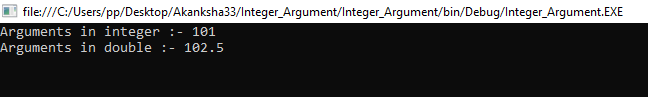 file:///C:/Users/pp/Desktop/Akanksha33/Integer_Argument/Integer_Argument/bin/Debug/Integer_Argument.EXE
Arguments in integer :- 101
Arguments in double :- 102.5